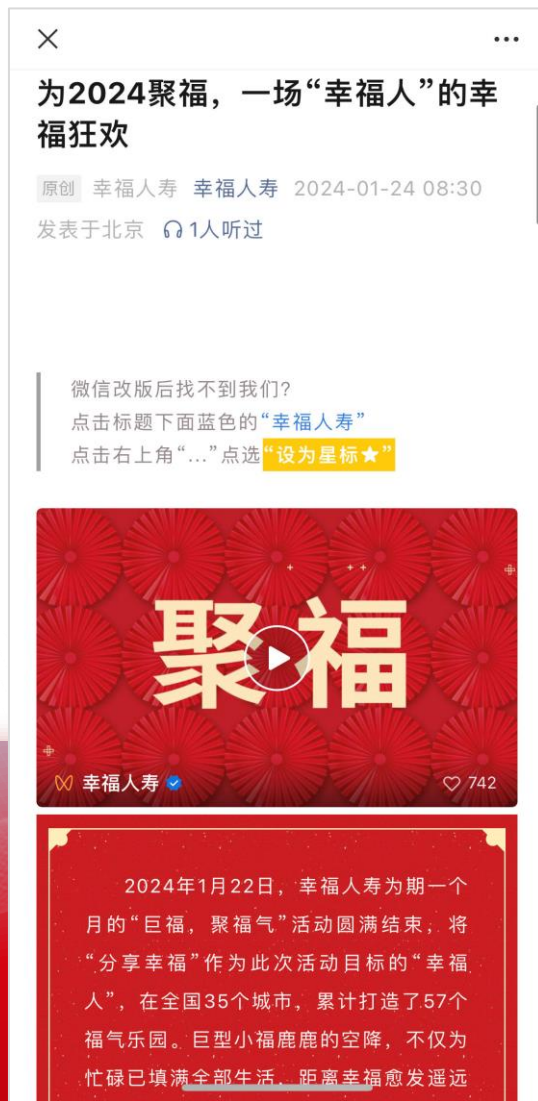 为2024聚福，一场“幸福人”的幸
福狂欢
原创 幸福人寿 幸福人寿 2024-01-24 08:30
发表于北京 1人听过
微信改版后找不到我们?
点击标题下面蓝色的“幸福人寿”
点击右上角“...”点选“设为星标★”
聚福
幸福人寿 742
2024年1月22日，幸福人寿为期一个
月的“巨福，聚福气”活动圆满结束，将
“分享幸福”作为此次活动目标的“幸福
人”，在全国35个城市，累计打造了57个
福气乐园。巨型小福鹿鹿的空降，不仅为
忙碌已填满全部生活、距离幸福愈发遥远